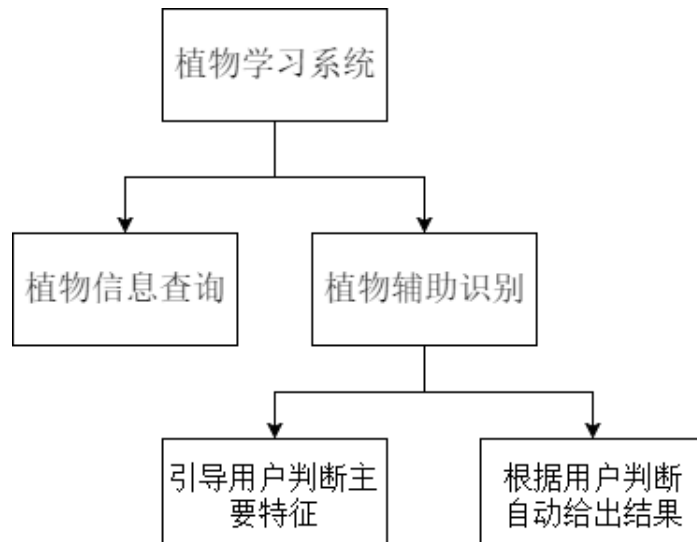 植物学习系统
植物信息查询
植物辅助识别
引导用户判断主
要特征
根据用户判断
自动给出结果